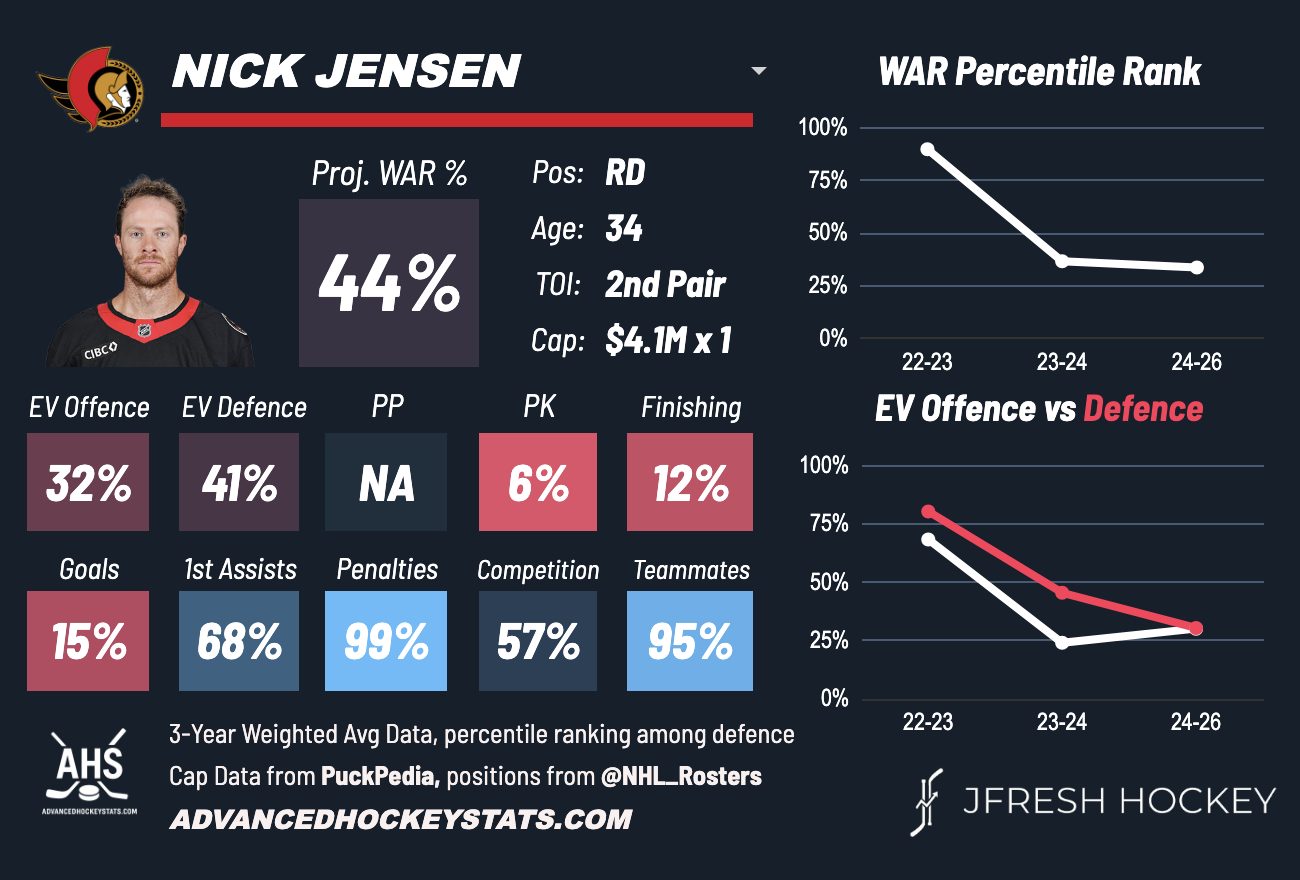 NICK JENSEN
Proj. WAR %
44%
Pos: RD
Age: 34
TOI: 2nd Pair
Cap: $4.1M x 1
CIBC
EV Offence EV Defence PP PK Finishing
32% 41% NA 6% 12%
Goals 1st Assists Penalties Competition Teammates
15% 68% 99% 57% 95%
WAR Percentile Rank
100%
75%
50%
25%
0%
22-23 23-24 24-26
EV Offence vs Defence
100%
75%
50%
25%
0%
22-23 23-24 24-26
AHS
ADVANCEDHOCKEYSTATS.COM
3-Year Weighted Avg Data, percentile ranking among defence
Cap Data from PuckPedia, positions from @NHL_Rosters
ADVANCEDHOCKEYSTATS.COM
JFRESH HOCKEY